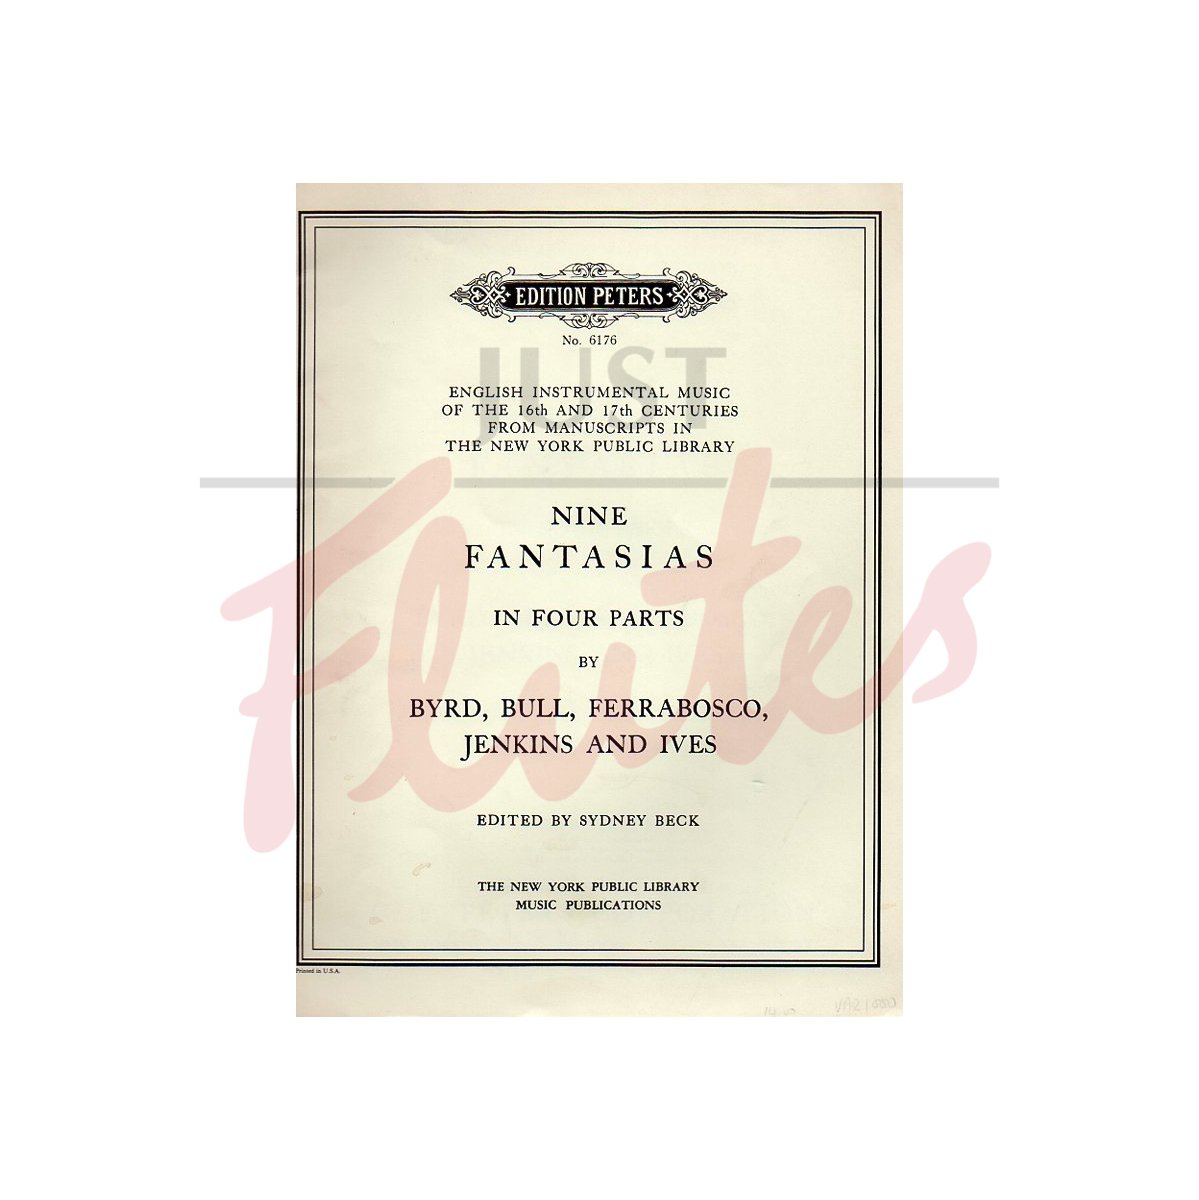 EDITION PETERS
No. 6176
JUST
ENGLISH INSTRUMENTAL MUSIC
OF THE 16th AND 17th CENTURIES
FROM MANUSCRIPTS IN
THE NEW YORK PUBLIC LIBRARY
Flutes
NINE
FANTASIAS
IN FOUR PARTS
BY
BYRD, BULL, FERRABOSCO,
JENKINS AND IVES
EDITED BY SYDNEY BECK
THE NEW YORK PUBLIC LIBRARY
MUSIC PUBLICATIONS
Printed in U.S.A.